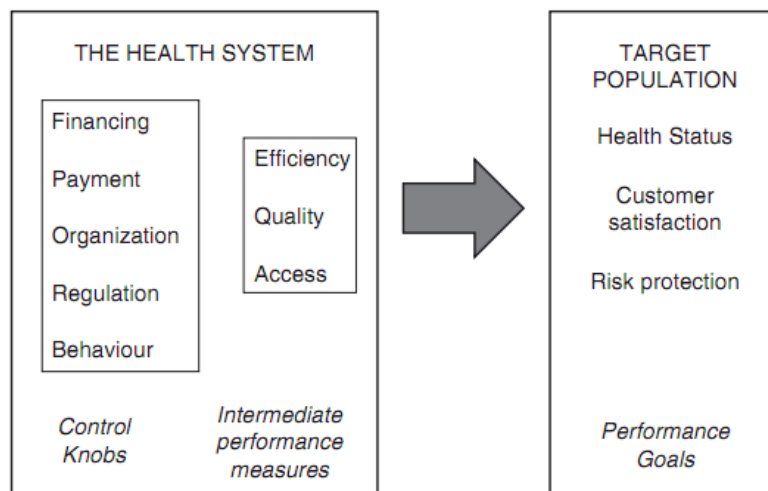 THE HEALTH SYSTEM
Financing
Payment
Organization
Regulation
Behaviour
Control
Knobs
Efficiency
Quality
Access
Intermediate
performance
measures
TARGET
POPULATION
Health Status
Customer
satisfaction
Risk protection
Performance
Goals